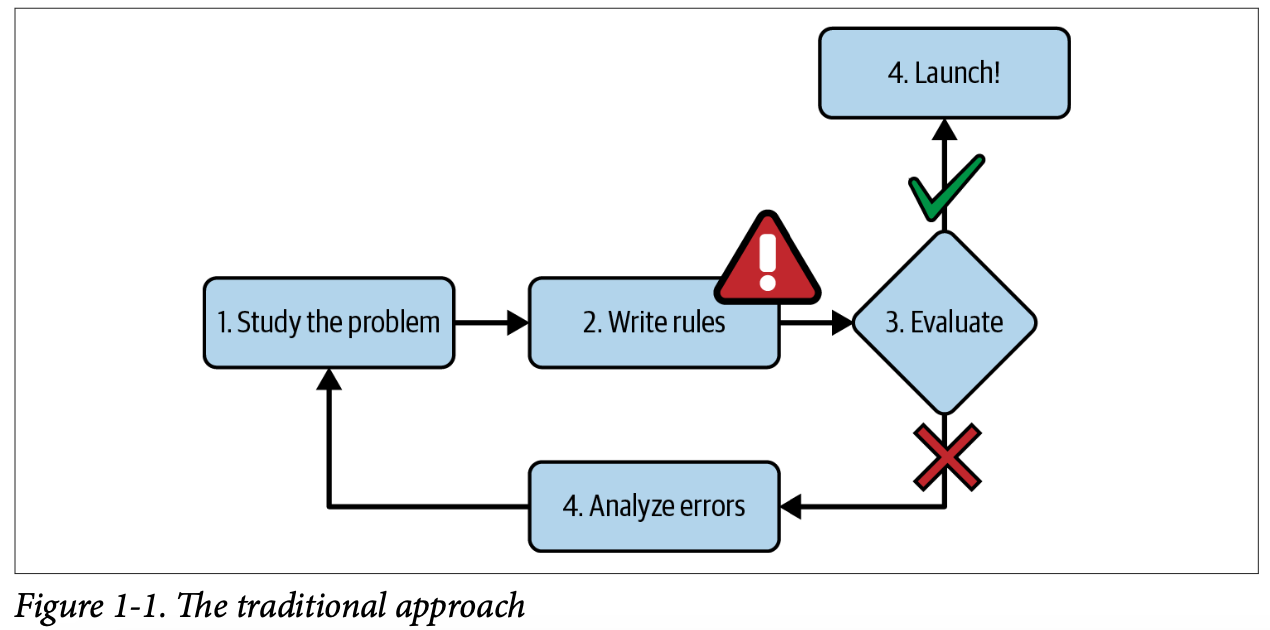 4. Launch!
1. Study the problem
2. Write rules
3. Evaluate
4. Analyze errors
Figure 1-1. The traditional approach